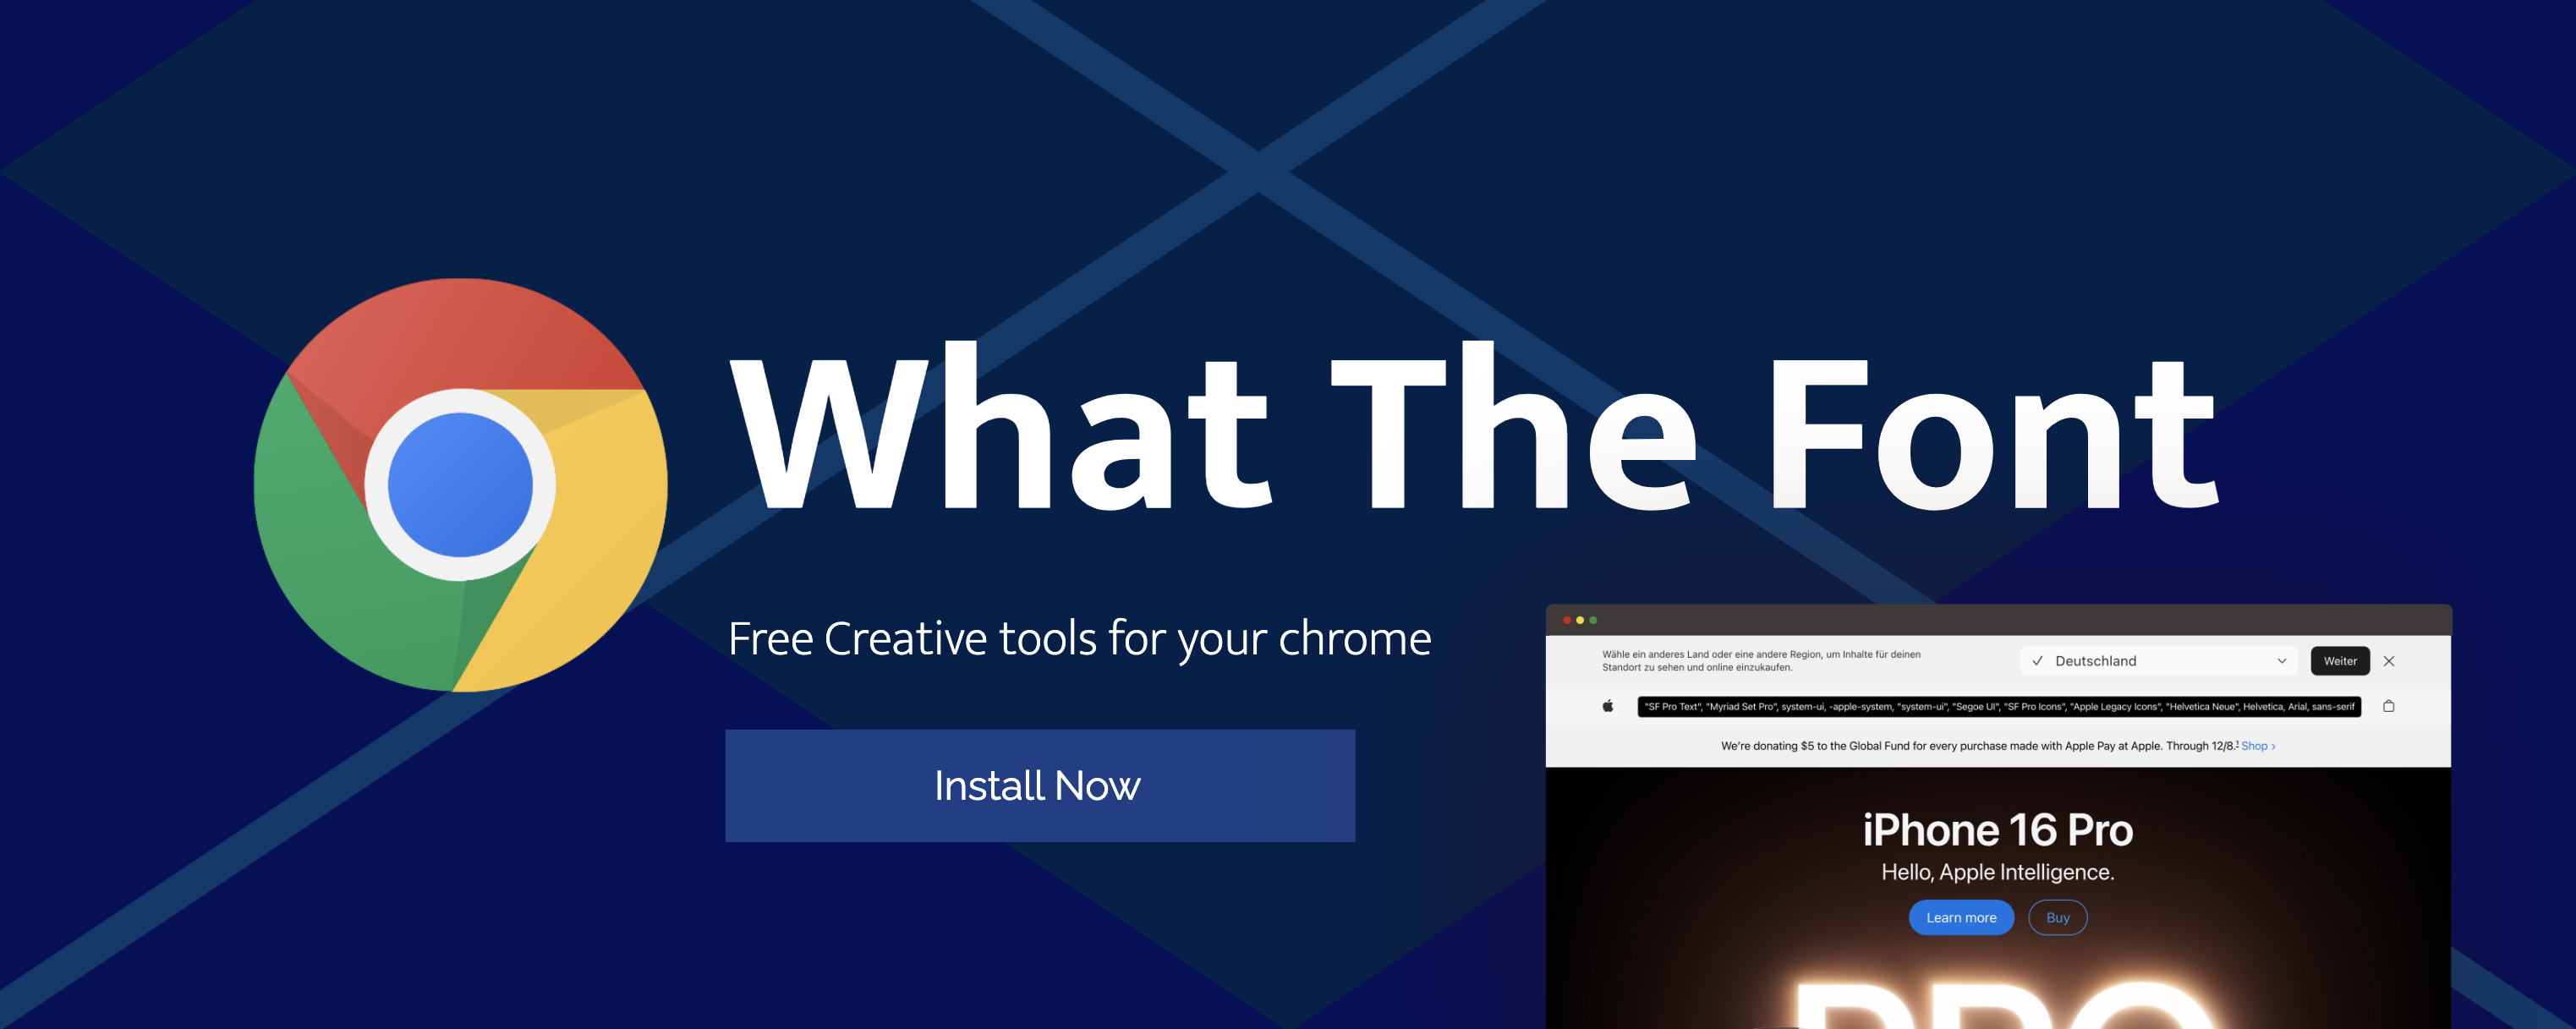 What The Font
Free Creative tools for your chrome
Install Now
Wähle ein anderes Land oder eine andere Region, um Inhalte für deinen
Standort zu sehen und online einzukaufen.
Deutschland
Weiter
"SF Pro Text", "Myriad Set Pro", system-ui, -apple-system, "system-ui", "Segoe UI", "SF Pro Icons", "Apple Legacy Icons", "Helvetica Neue", Helvetica, Arial, sans-serif
We're donating $5 to the Global Fund for every purchase made with Apple Pay at Apple. Through 12/8.¹ Shop ›
iPhone 16 Pro
Hello, Apple Intelligence.
Learn more
Buy
PRO